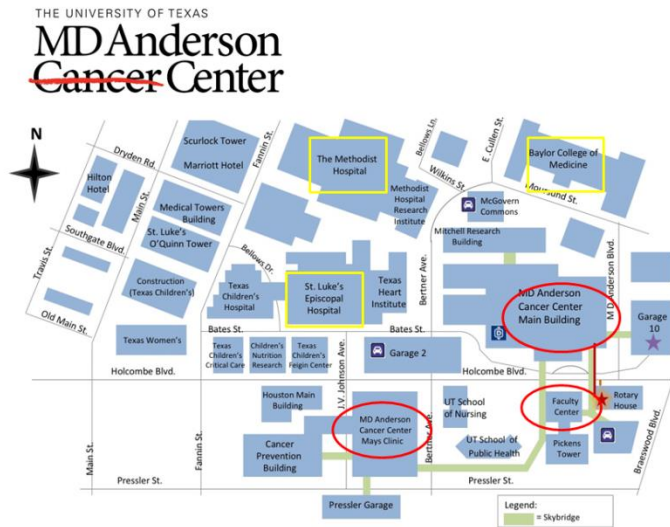 THE UNIVERSITY OF TEXAS
MD Anderson
Cancer Center
N
Dryden Rd.
Scurlock Tower
Marriott Hotel
Fannin St.
The Methodist
Hospital
Bellows Ln.
E .Cullen St.
Baylor College of
Medicine
Wilkins St.
Moursund St.
Hilton
Hotel
Main St.
Medical Towers
Building
Methodist
Hospital
Research
Institute
McGovern
Commons
Mitchell Research
Building
St. Luke's
O'Quinn Tower
Southgate Blvd.
Travis St.
Bellows Dr.
Bertner Ave.
MD Anderson Blvd.
Construction
(Texas Children's)
Texas
Children's
Hospital
St. Luke's
Episcopal
Hospital
Texas
Heart
Institute
MD Anderson
Cancer Center
Main Building
Garage
10
Old Main St.
Texas Women's
Bates St.
Bates St.
Texas
Children's
Critical Care
Children's
Nutrition
Research
Texas
Children's
Feigin Center
J.V. Johnson Ave.
Garage 2
Holcombe Blvd.
Holcombe Blvd.
Houston Main
Building
MD Anderson
Cancer Center
Mays Clinic
Bertner Ave.
UT School
of Nursing
Faculty
Center
Rotary
House
Cancer
Prevention
Building
UT School of
Public Health
Pickens
Tower
Braeswood Blvd.
Main St.
Fannin St.
Pressler St.
Pressler St.
Pressler Garage
Legend:
= Skybridge